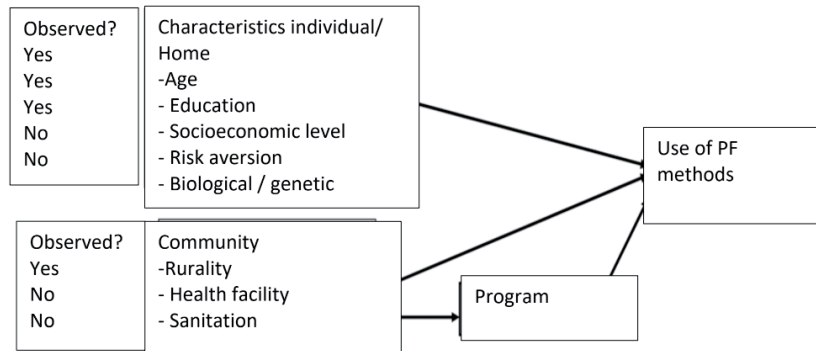 Observed?
Yes
Yes
Yes
No
No
Characteristics individual/
Home
-Age
- Education
- Socioeconomic level
- Risk aversion
- Biological / genetic
Use of PF
methods
Observed?
Yes
No
No
Community
-Rurality
- Health facility
- Sanitation
Program